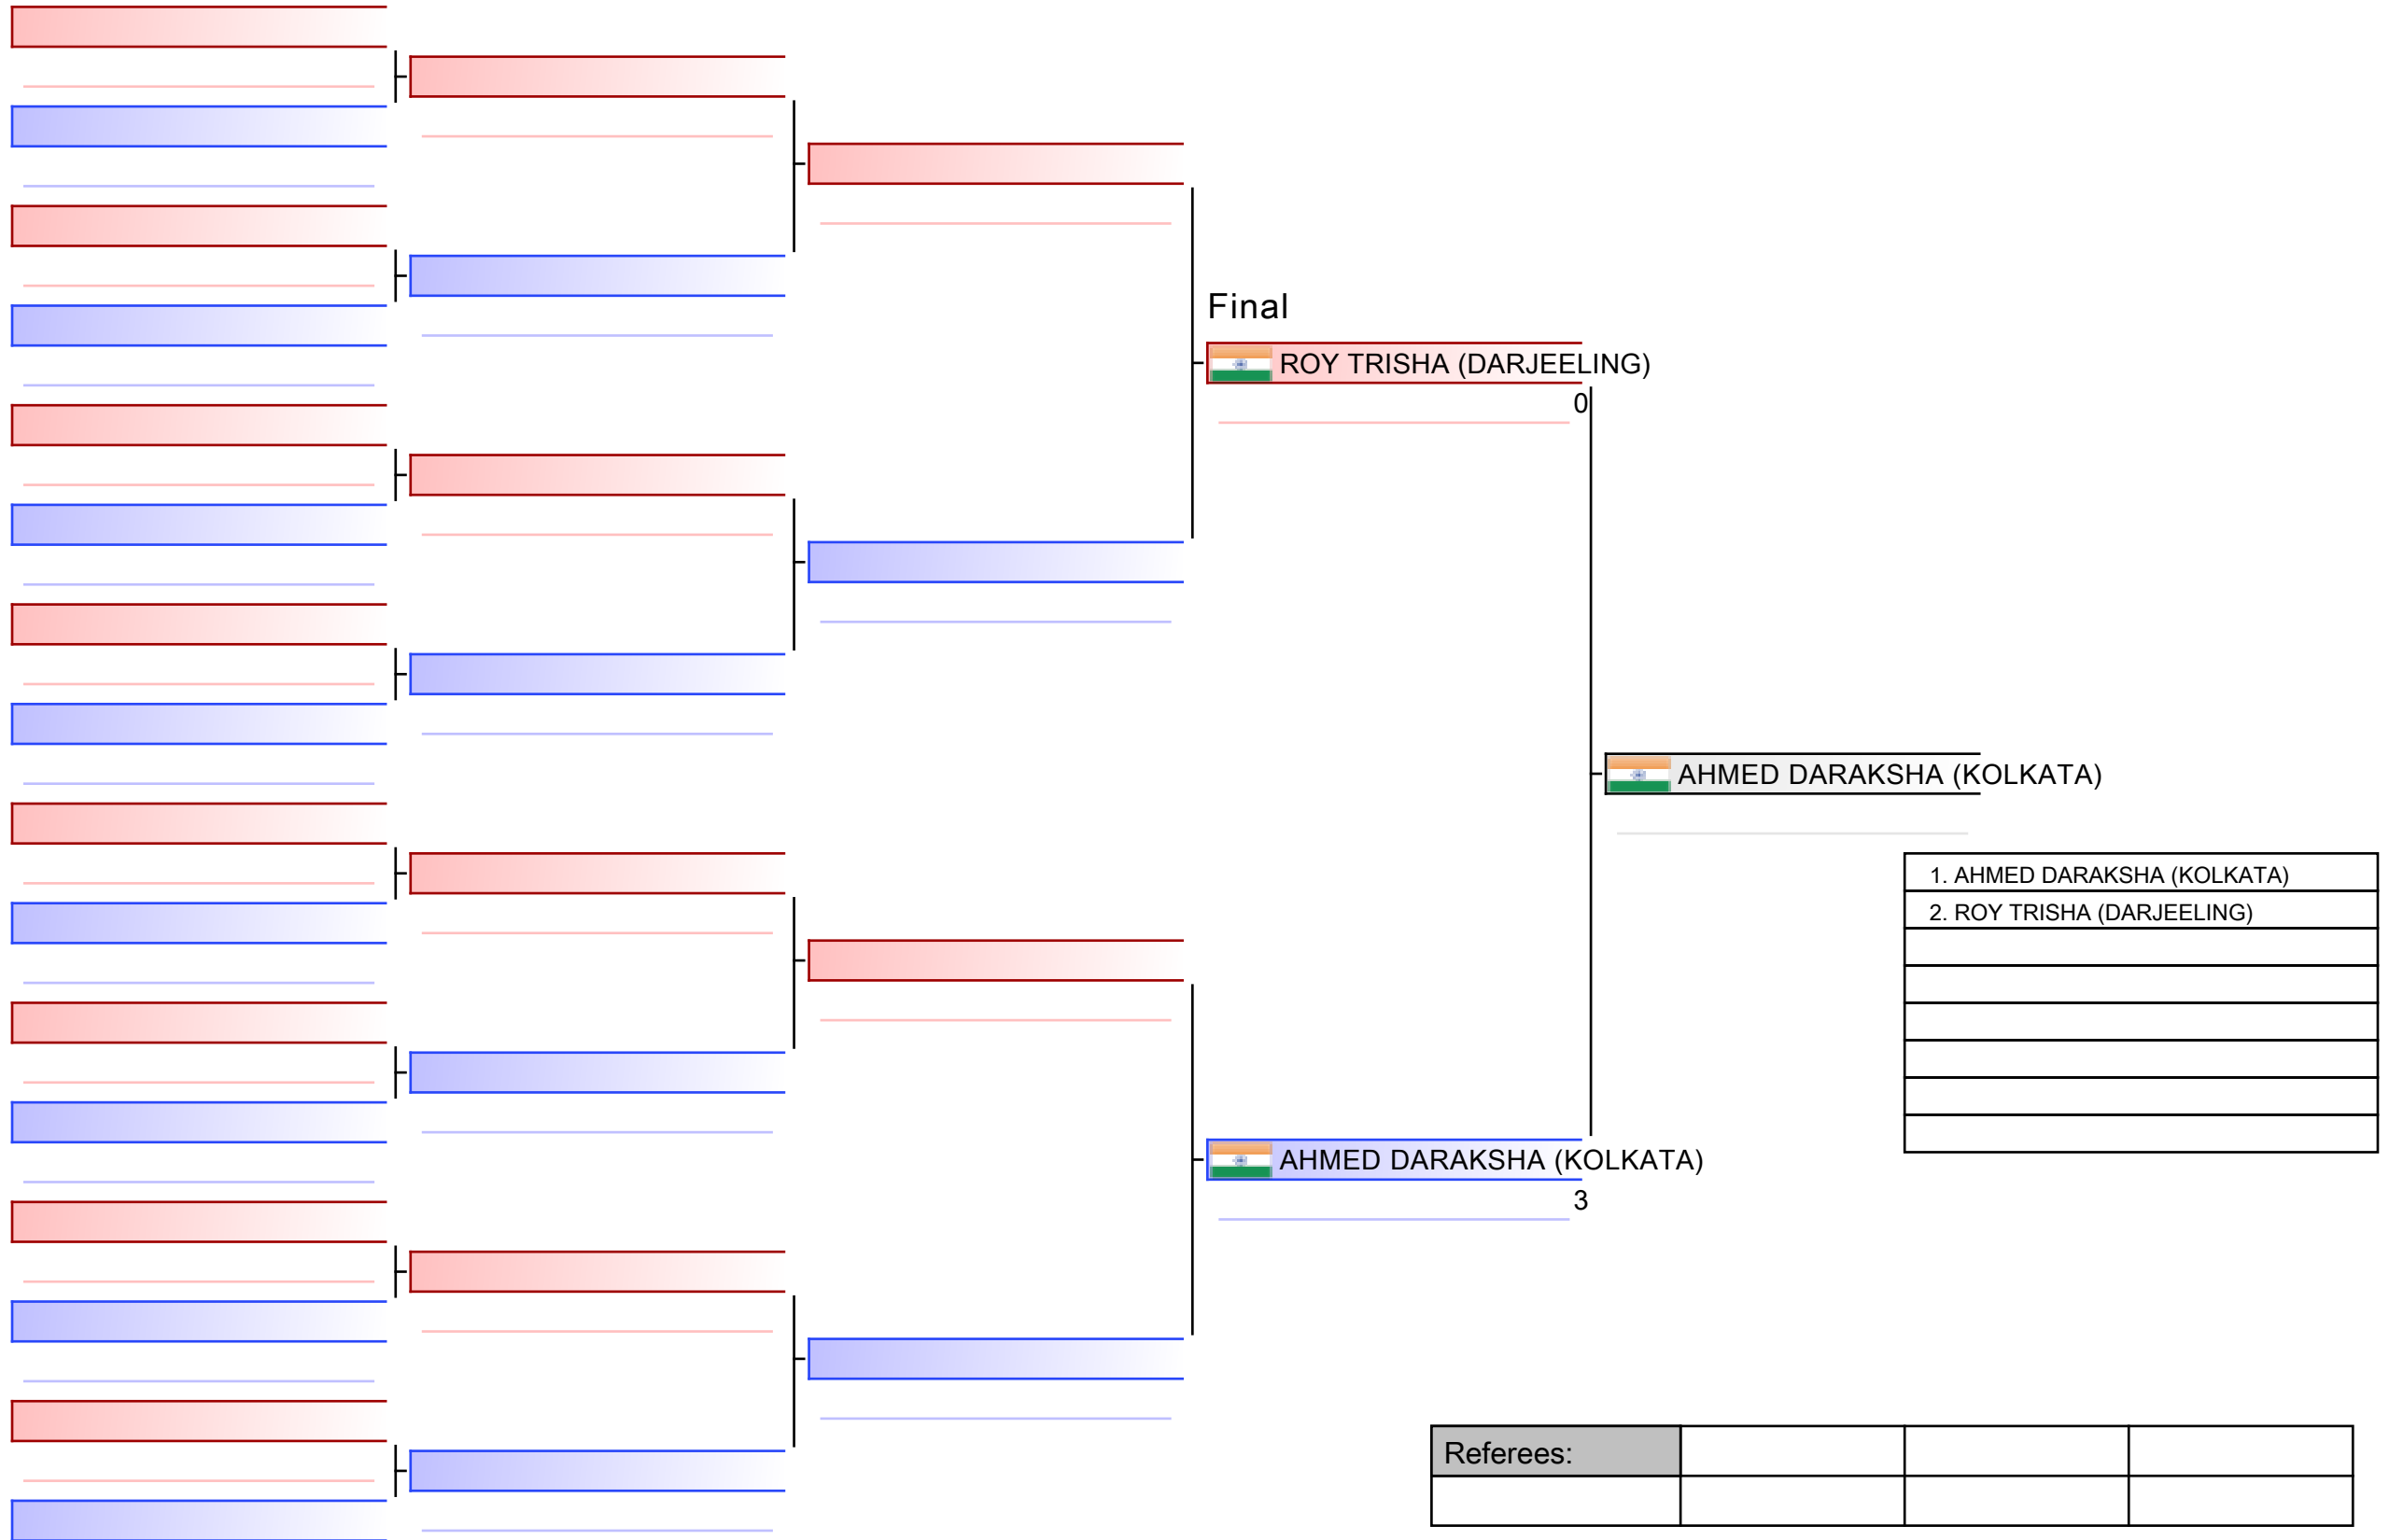 Final
ROY TRISHA (DARJEELING)
0
AHMED DARAKSHA (KOLKATA)
1. AHMED DARAKSHA (KOLKATA)
2. ROY TRISHA (DARJEELING)
AHMED DARAKSHA (KOLKATA)
3
Referees: